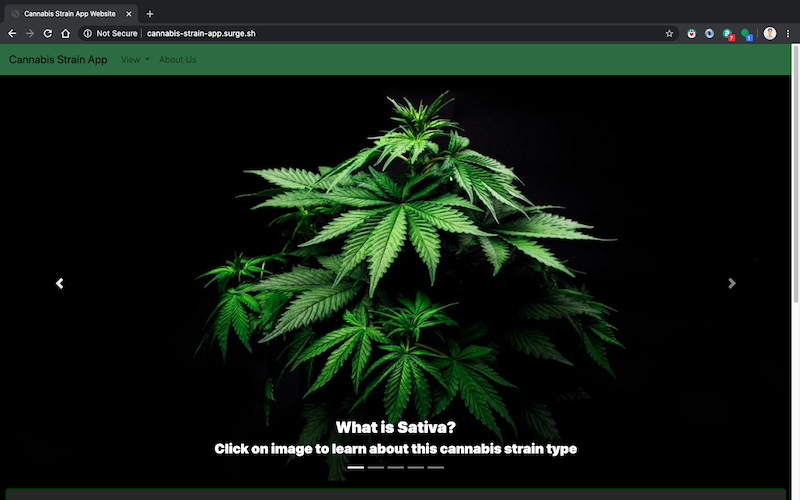 Cannabis Strain App Website
Not Secure | cannabis-strain-app.surge.sh
Cannabis Strain App View About Us
What is Sativa?
Click on image to learn about this cannabis strain type